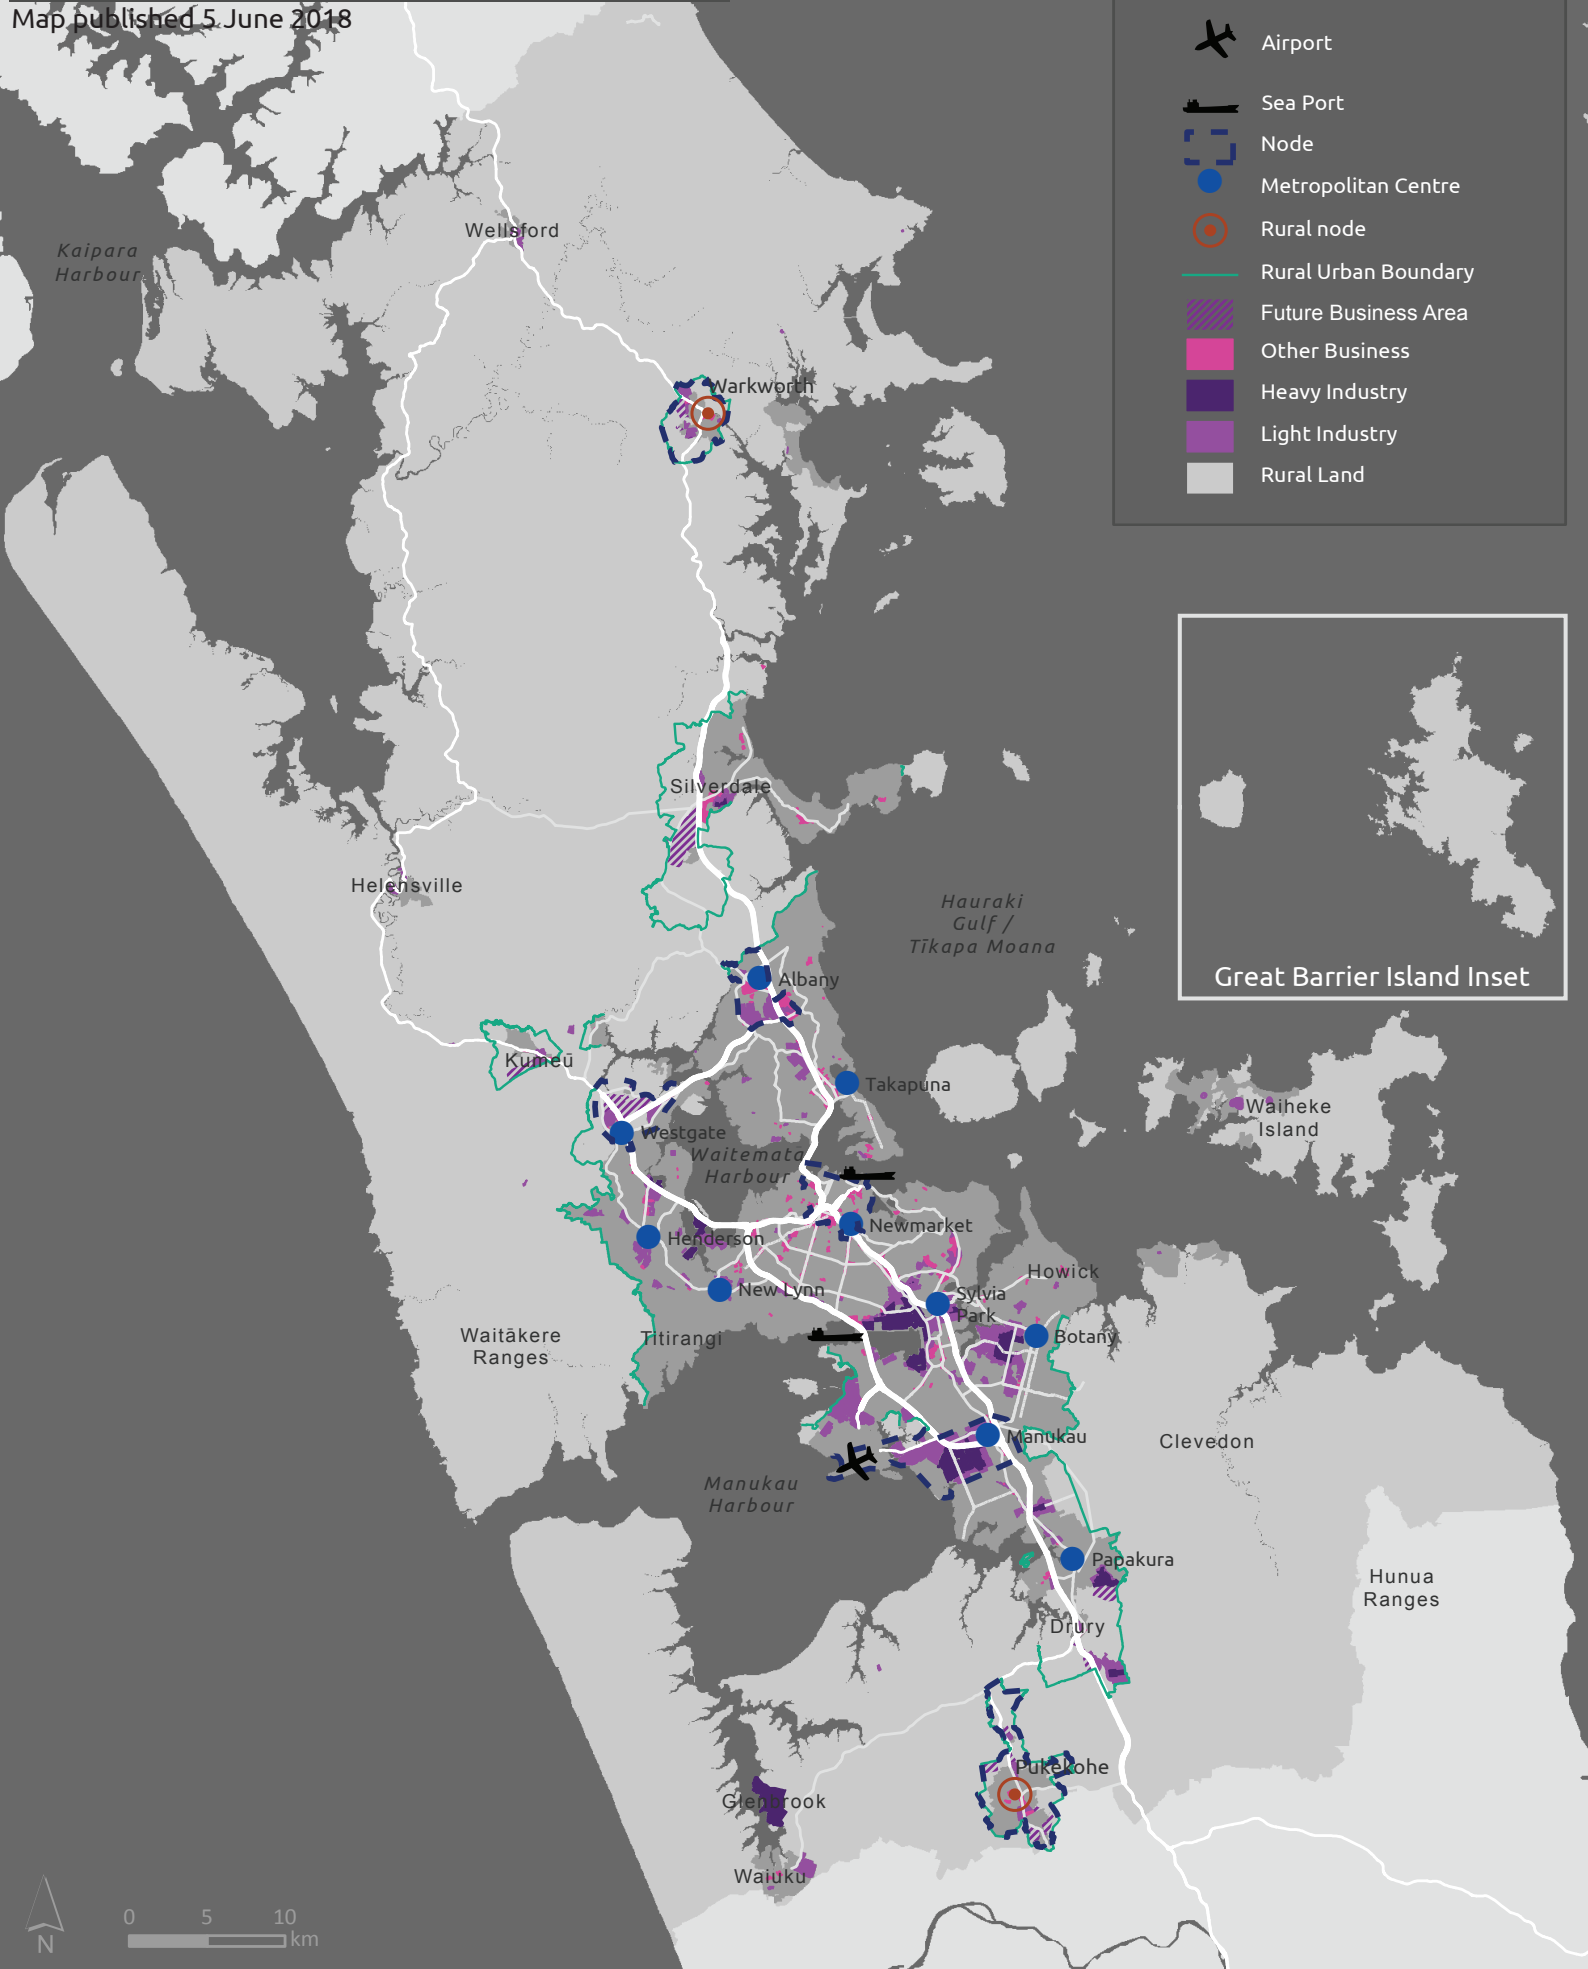 Map published 5 June 2018
Airport
Sea Port
Node
Metropolitan Centre
Rural node
Rural Urban Boundary
Future Business Area
Other Business
Heavy Industry
Light Industry
Rural Land
Wellsford
Kaipara
Harbour
Warkworth
Silverdale
Helensville
Hauraki
Gulf /
Tīkapa Moana
Great Barrier Island Inset
Albany
Kumeū
Takapuna
Waiheke
Island
Westgate
Waitemata
Harbour
Newmarket
Henderson
Howick
New Lynn
Sylvia
Park
Botany
Waitākere
Ranges
Titirangi
Manukau
Clevedon
Manukau
Harbour
Papakura
Hunua
Ranges
Drury
Pukekohe
Glenbrook
Waiuku
0 5 10
km
N